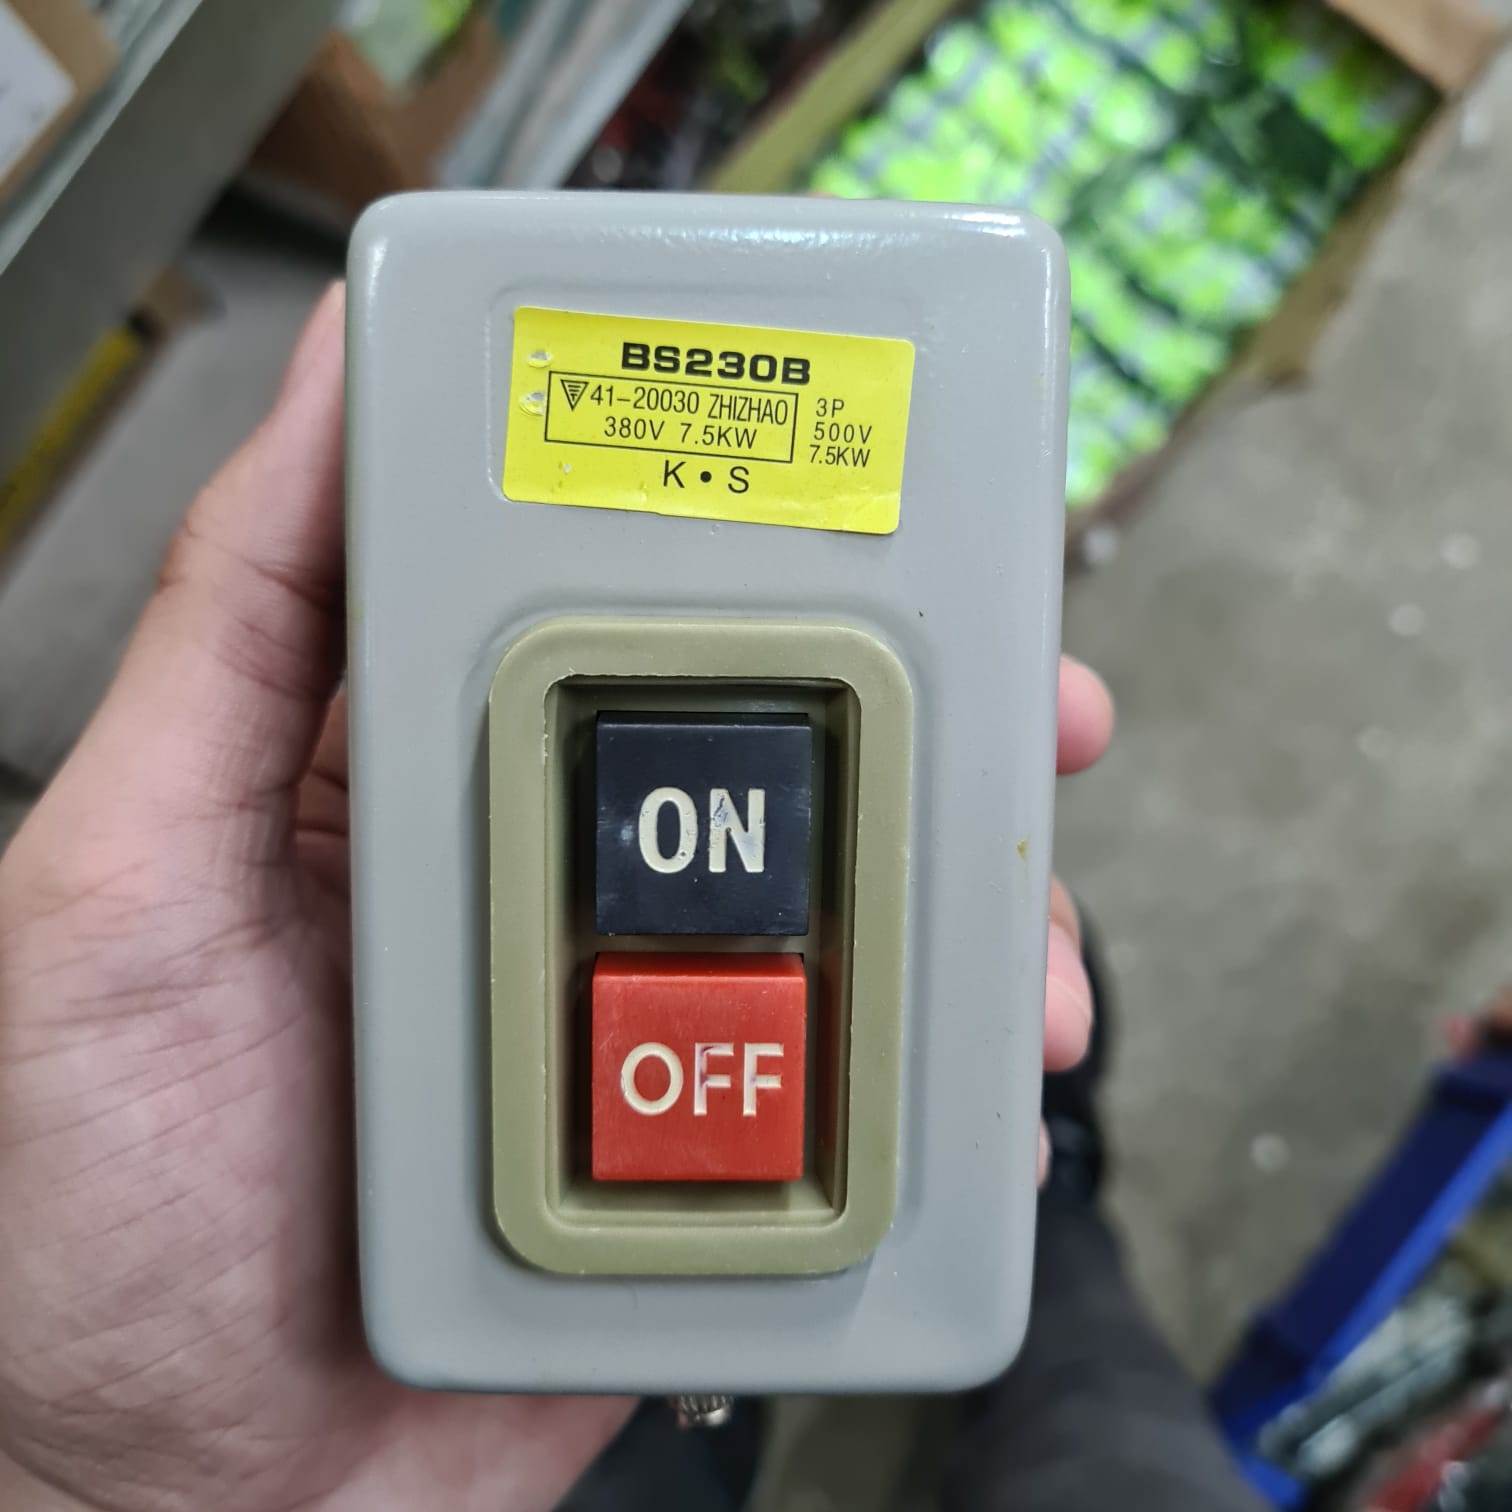 BS230B
41-20030 ZHIZHAO
380V 7.5KW
3P
500V
7.5KW
K • S
ON
OFF